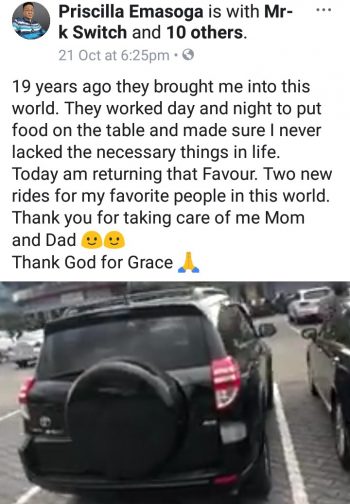 Priscilla Emasoga is with Mr-
k Switch and 10 others.
21 Oct at 6:25pm •
19 years ago they brought me into this
world. They worked day and night to put
food on the table and made sure I never
lacked the necessary things in life.
Today am returning that Favour. Two new
rides for my favorite people in this world.
Thank you for taking care of me Mom
and Dad 🙂🙂
Thank God for Grace 🙏